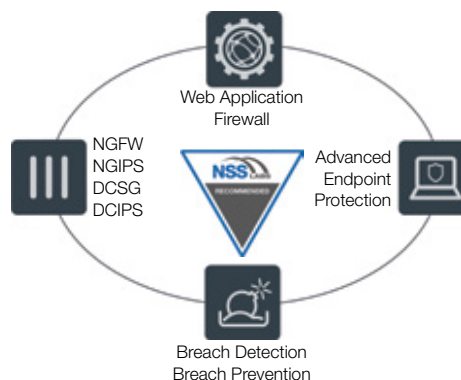 Web Application
Firewall
NGFW
NGIPS
DCSG
DCIPS
NSS
LABS
RECOMMENDED
Advanced
Endpoint
Protection
Breach Detection
Breach Prevention